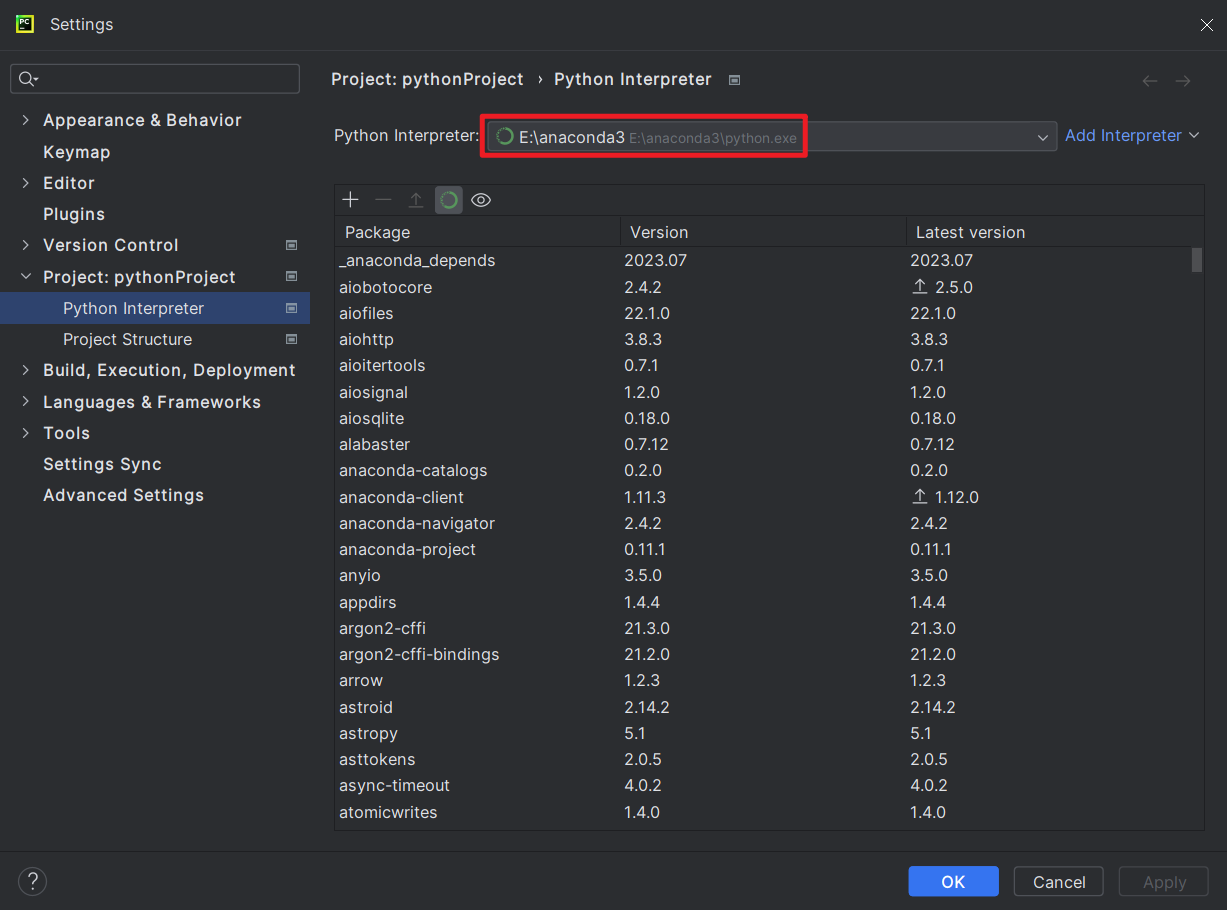 PC
Settings
Project: pythonProject › Python Interpreter
Appearance & Behavior
Keymap
Editor
Plugins
Version Control
Project: pythonProject
Python Interpreter
Project Structure
Build, Execution, Deployment
Languages & Frameworks
Tools
Settings Sync
Advanced Settings
Python Interpreter: E:\anaconda3 E:\anaconda3\python.exe Add Interpreter
Package Version Latest version
_anaconda_depends 2023.07 2023.07
aiobotocore 2.4.2 2.5.0
aiofiles 22.1.0 22.1.0
aiohttp 3.8.3 3.8.3
aioitertools 0.7.1 0.7.1
aiosignal 1.2.0 1.2.0
aiosqlite 0.18.0 0.18.0
alabaster 0.7.12 0.7.12
anaconda-catalogs 0.2.0 0.2.0
anaconda-client 1.11.3 1.12.0
anaconda-navigator 2.4.2 2.4.2
anaconda-project 0.11.1 0.11.1
anyio 3.5.0 3.5.0
appdirs 1.4.4 1.4.4
argon2-cffi 21.3.0 21.3.0
argon2-cffi-bindings 21.2.0 21.2.0
arrow 1.2.3 1.2.3
astroid 2.14.2 2.14.2
astropy 5.1 5.1
asttokens 2.0.5 2.0.5
async-timeout 4.0.2 4.0.2
atomicwrites 1.4.0 1.4.0
? OK Cancel Apply